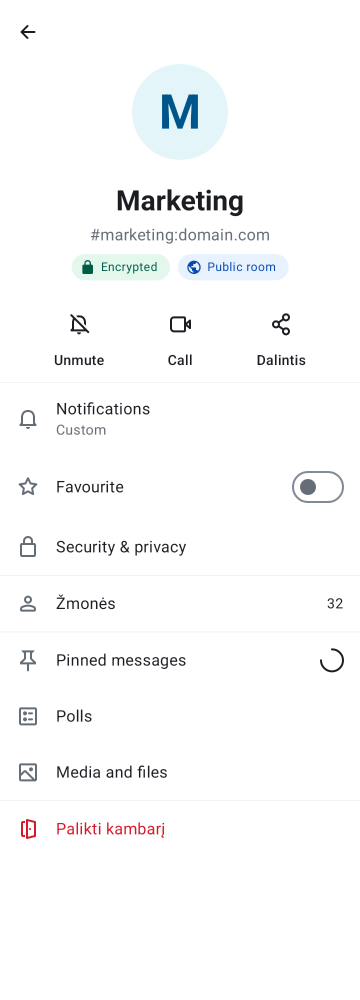 M
Marketing
#marketing:domain.com
Encrypted
Public room
Unmute
Call
Dalintis
Notifications
Custom
Favourite
Security & privacy
Žmonės
32
Pinned messages
Polls
Media and files
Palikti kambarį